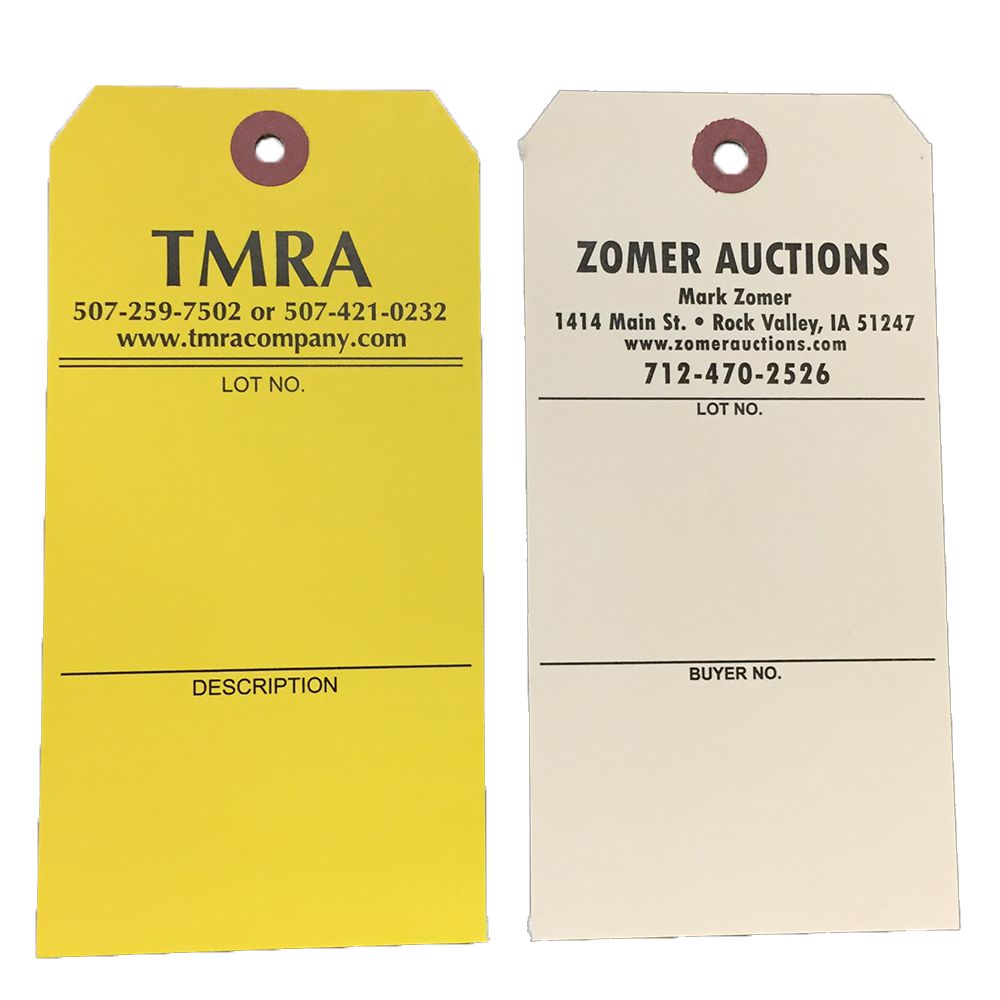 TMRA
507-259-7502 or 507-421-0232
www.tmracompany.com
LOT NO.
DESCRIPTION
ZOMER AUCTIONS
Mark Zomer
1414 Main St. • Rock Valley, IA 51247
www.zomerauctions.com
712-470-2526
LOT NO.
BUYER NO.